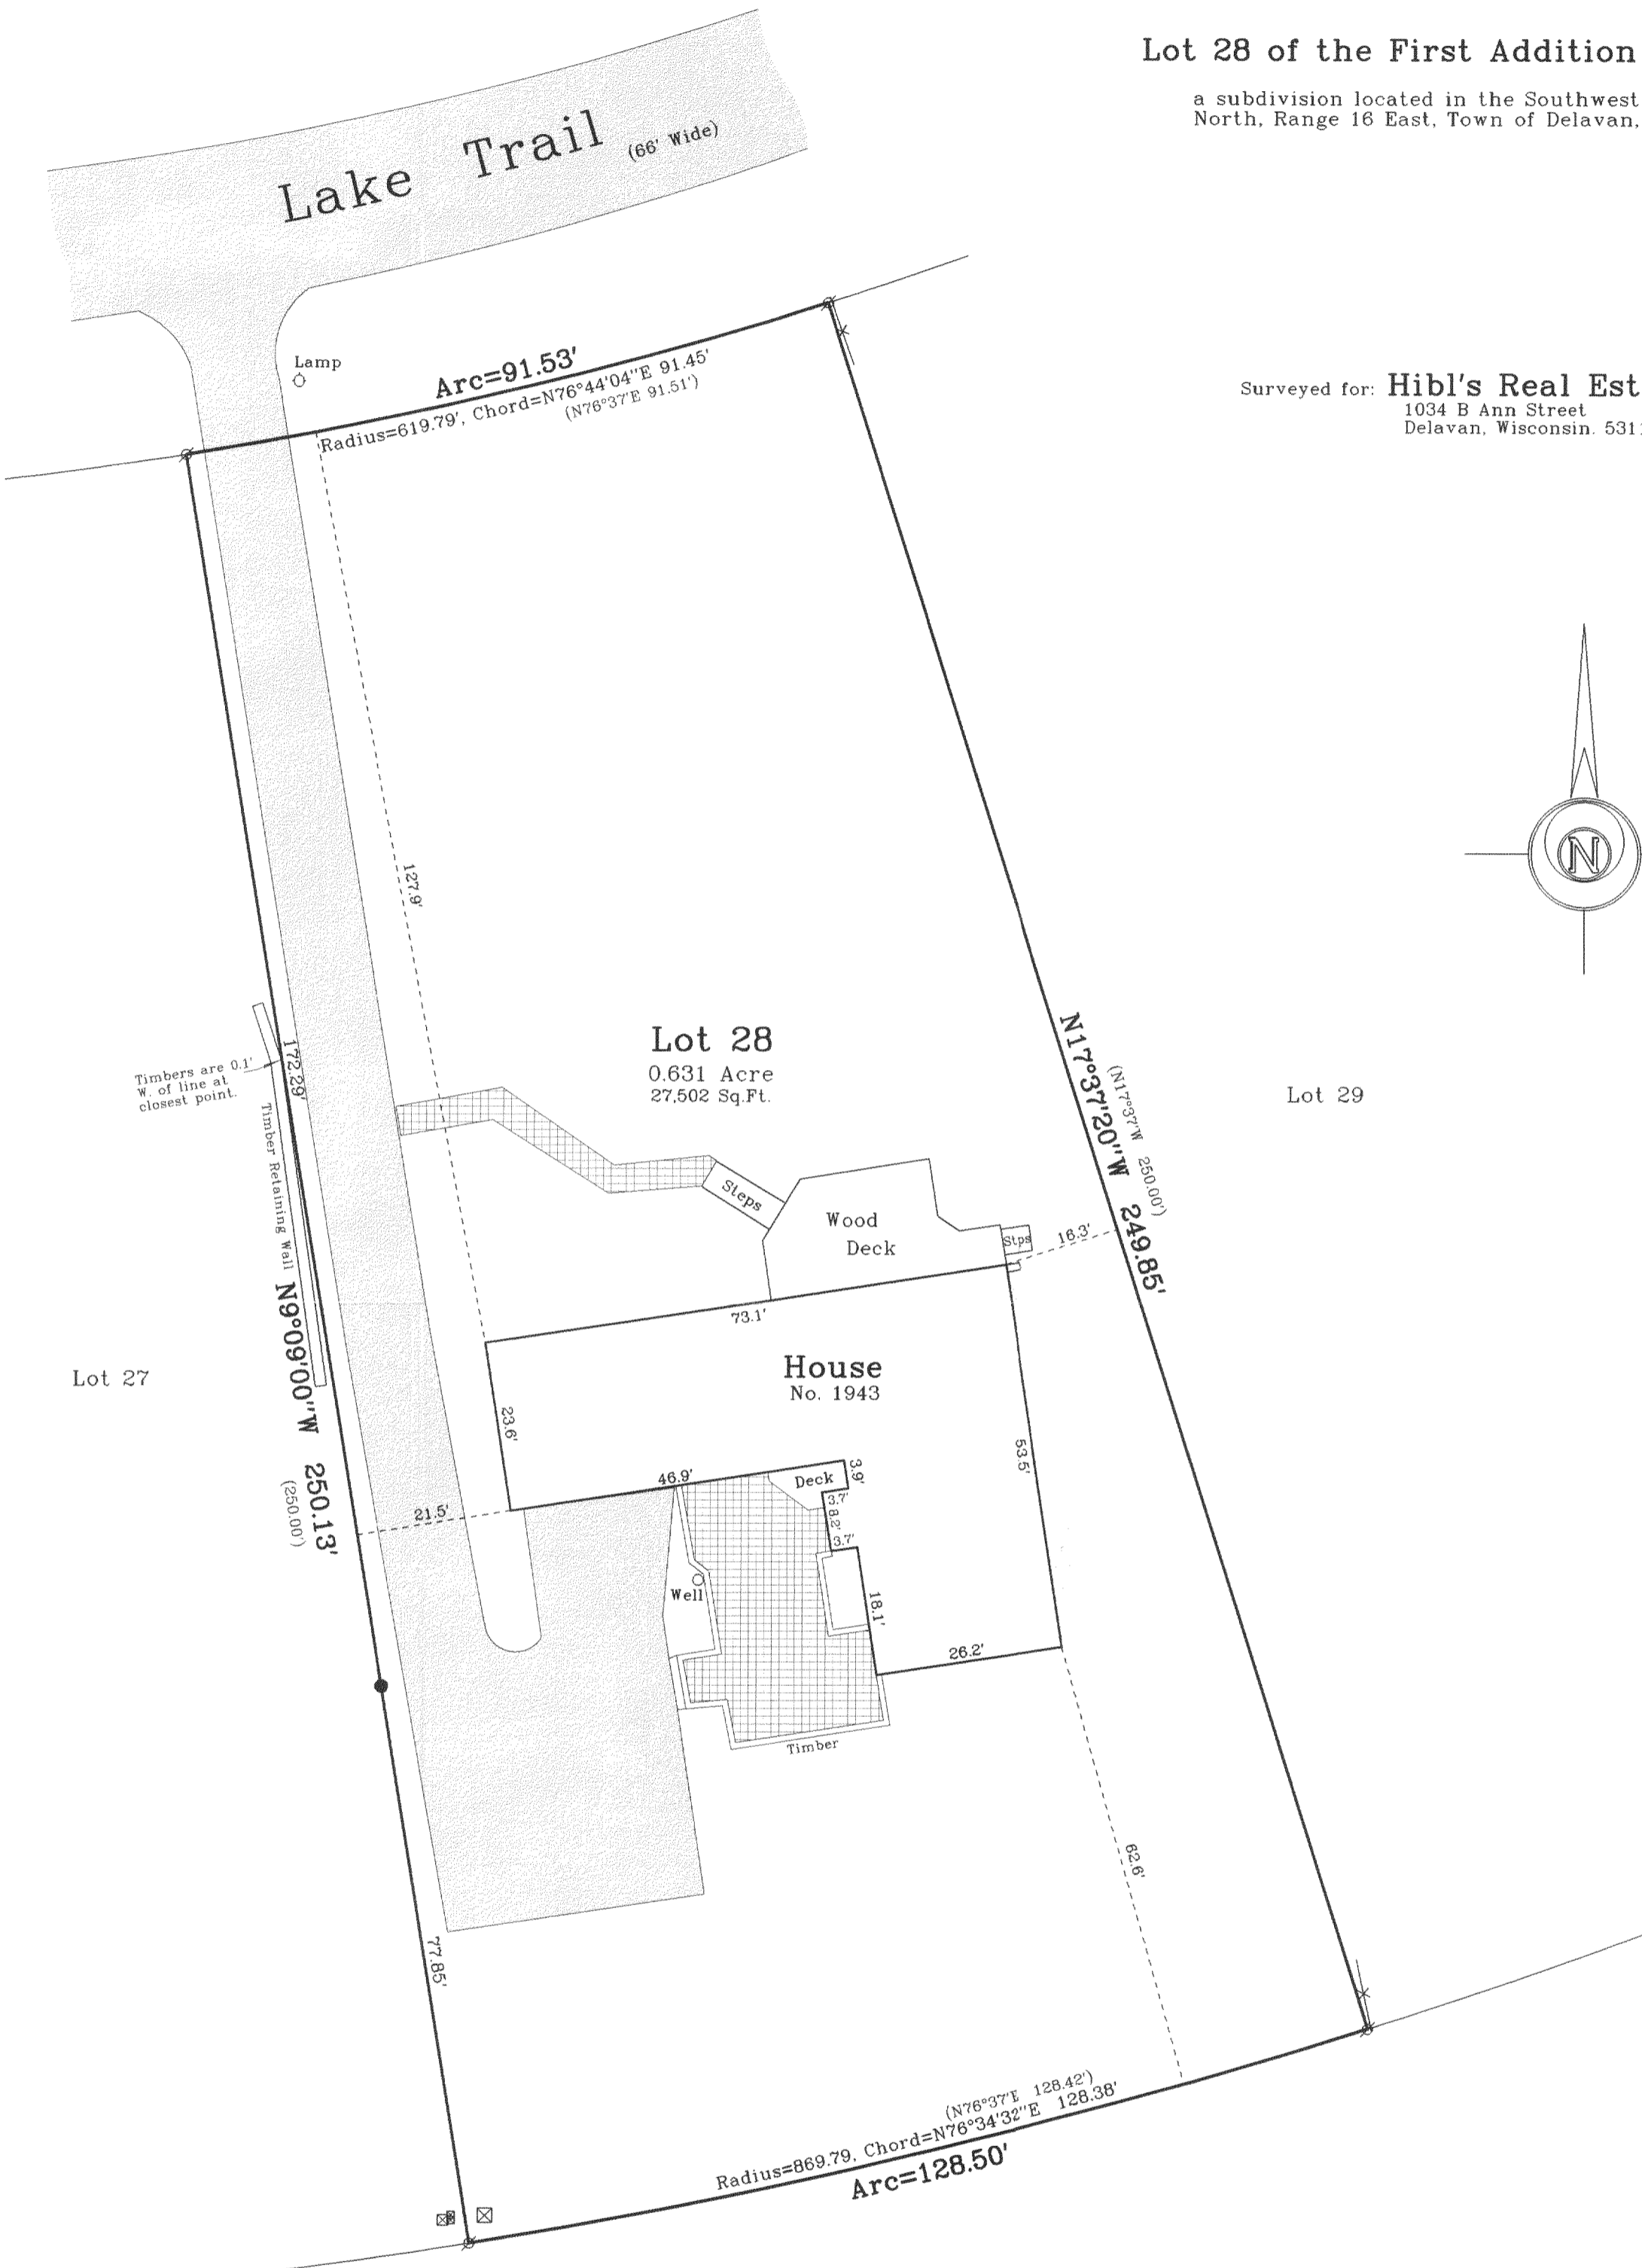 Lot 28 of the First Addition
a subdivision located in the Southwest
North, Range 16 East, Town of Delavan,
Lake Trail (66' Wide)
Lamp
Arc=91.53'
Radius=619.79', Chord=N76°44'04"E 91.45'
(N76°37'E 91.51')
Surveyed for: Hibl's Real Est
1034 B Ann Street
Delavan, Wisconsin. 531
N
127.9'
Lot 28
0.631 Acre
27,502 Sq.Ft.
Timbers are 0.1'
W. of line at
closest point.
172.29'
Timber Retaining Wall
N17°37'20"W 249.85'
(N17°37'W 250.00')
Lot 29
Steps
Wood
Deck
Stps
16.3'
73.1'
House
No. 1943
Lot 27
N9°09'00"W 250.13'
(250.00')
23.6'
53.5'
46.9'
Deck
3.9'
3.7'
8.2'
3.7'
21.5'
Well
18.1'
26.2'
Timber
62.6'
77.85'
(N76°37'E 128.42')
Radius=869.79, Chord=N76°34'32"E 128.38'
Arc=128.50'